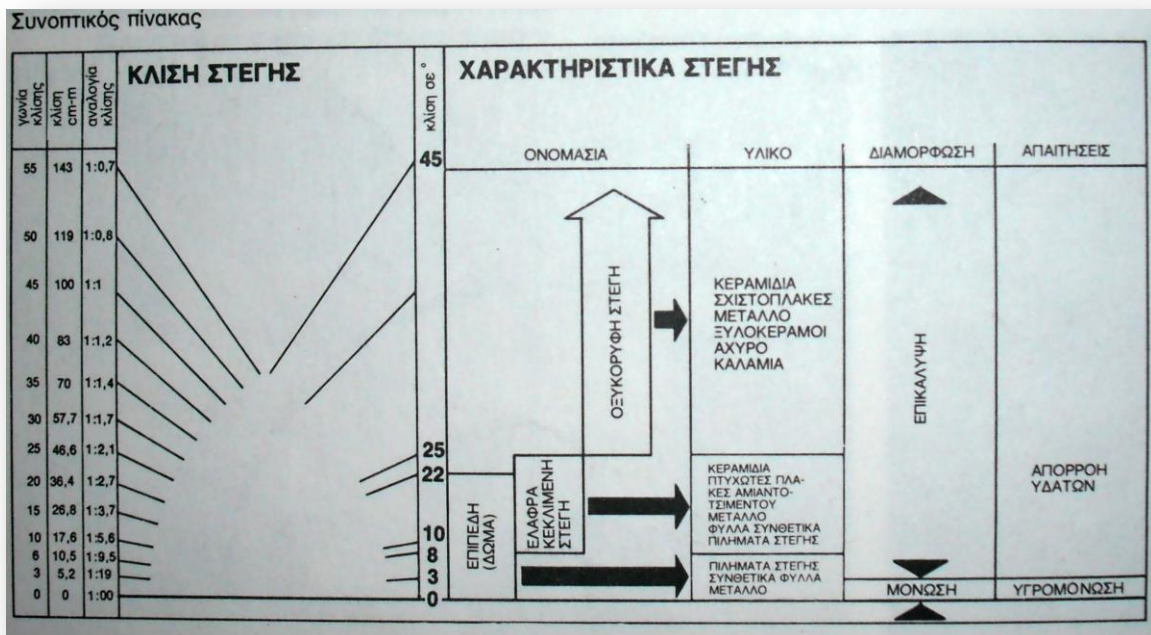 Συνοπτικός πίνακας
γωνία κλίσης
κλίση cm-m
αναλογία κλίσης
ΚΛΙΣΗ ΣΤΕΓΗΣ
κλίση σε °
ΧΑΡΑΚΤΗΡΙΣΤΙΚΑ ΣΤΕΓΗΣ
ΟΝΟΜΑΣΙΑ
ΥΛΙΚΟ
ΔΙΑΜΟΡΦΩΣΗ
ΑΠΑΙΤΗΣΕΙΣ
55 143 1:0,7
50 119 1:0,8
45 100 1:1
40 83 1:1,2
35 70 1:1,4
30 57,7 1:1,7
25 46,6 1:2,1
20 36,4 1:2,7
15 26,8 1:3,7
10 17,6 1:5,6
6 10,5 1:9,5
3 5,2 1:19
0 0 1:00
45
25
22
10
8
3
0
ΕΠΙΠΕΔΗ
(ΔΩΜΑ)
ΕΛΑΦΡΑ
ΚΕΚΛΙΜΕΝΗ
ΣΤΕΓΗ
ΟΞΥΚΟΡΥΦΗ ΣΤΕΓΗ
ΚΕΡΑΜΙΔΙΑ
ΣΧΙΣΤΟΠΛΑΚΕΣ
ΜΕΤΑΛΛΟ
ΞΥΛΟΚΕΡΑΜΟΙ
ΑΧΥΡΟ
ΚΑΛΑΜΙΑ
ΚΕΡΑΜΙΔΙΑ
ΠΤΥΧΩΤΕΣ ΠΛΑ-
ΚΕΣ ΑΜΙΑΝΤΟ-
ΤΣΙΜΕΝΤΟΥ
ΜΕΤΑΛΛΟ
ΦΥΛΛΑ ΣΥΝΘΕΤΙΚΑ
ΠΙΛΗΜΑΤΑ ΣΤΕΓΗΣ
ΠΙΛΗΜΑΤΑ ΣΤΕΓΗΣ
ΣΥΝΘΕΤΙΚΑ ΦΥΛΛΑ
ΜΕΤΑΛΛΟ
ΕΠΙΚΑΛΥΨΗ
ΜΟΝΩΣΗ
ΑΠΟΡΡΟΗ
ΥΔΑΤΩΝ
ΥΓΡΟΜΟΝΩΣΗ